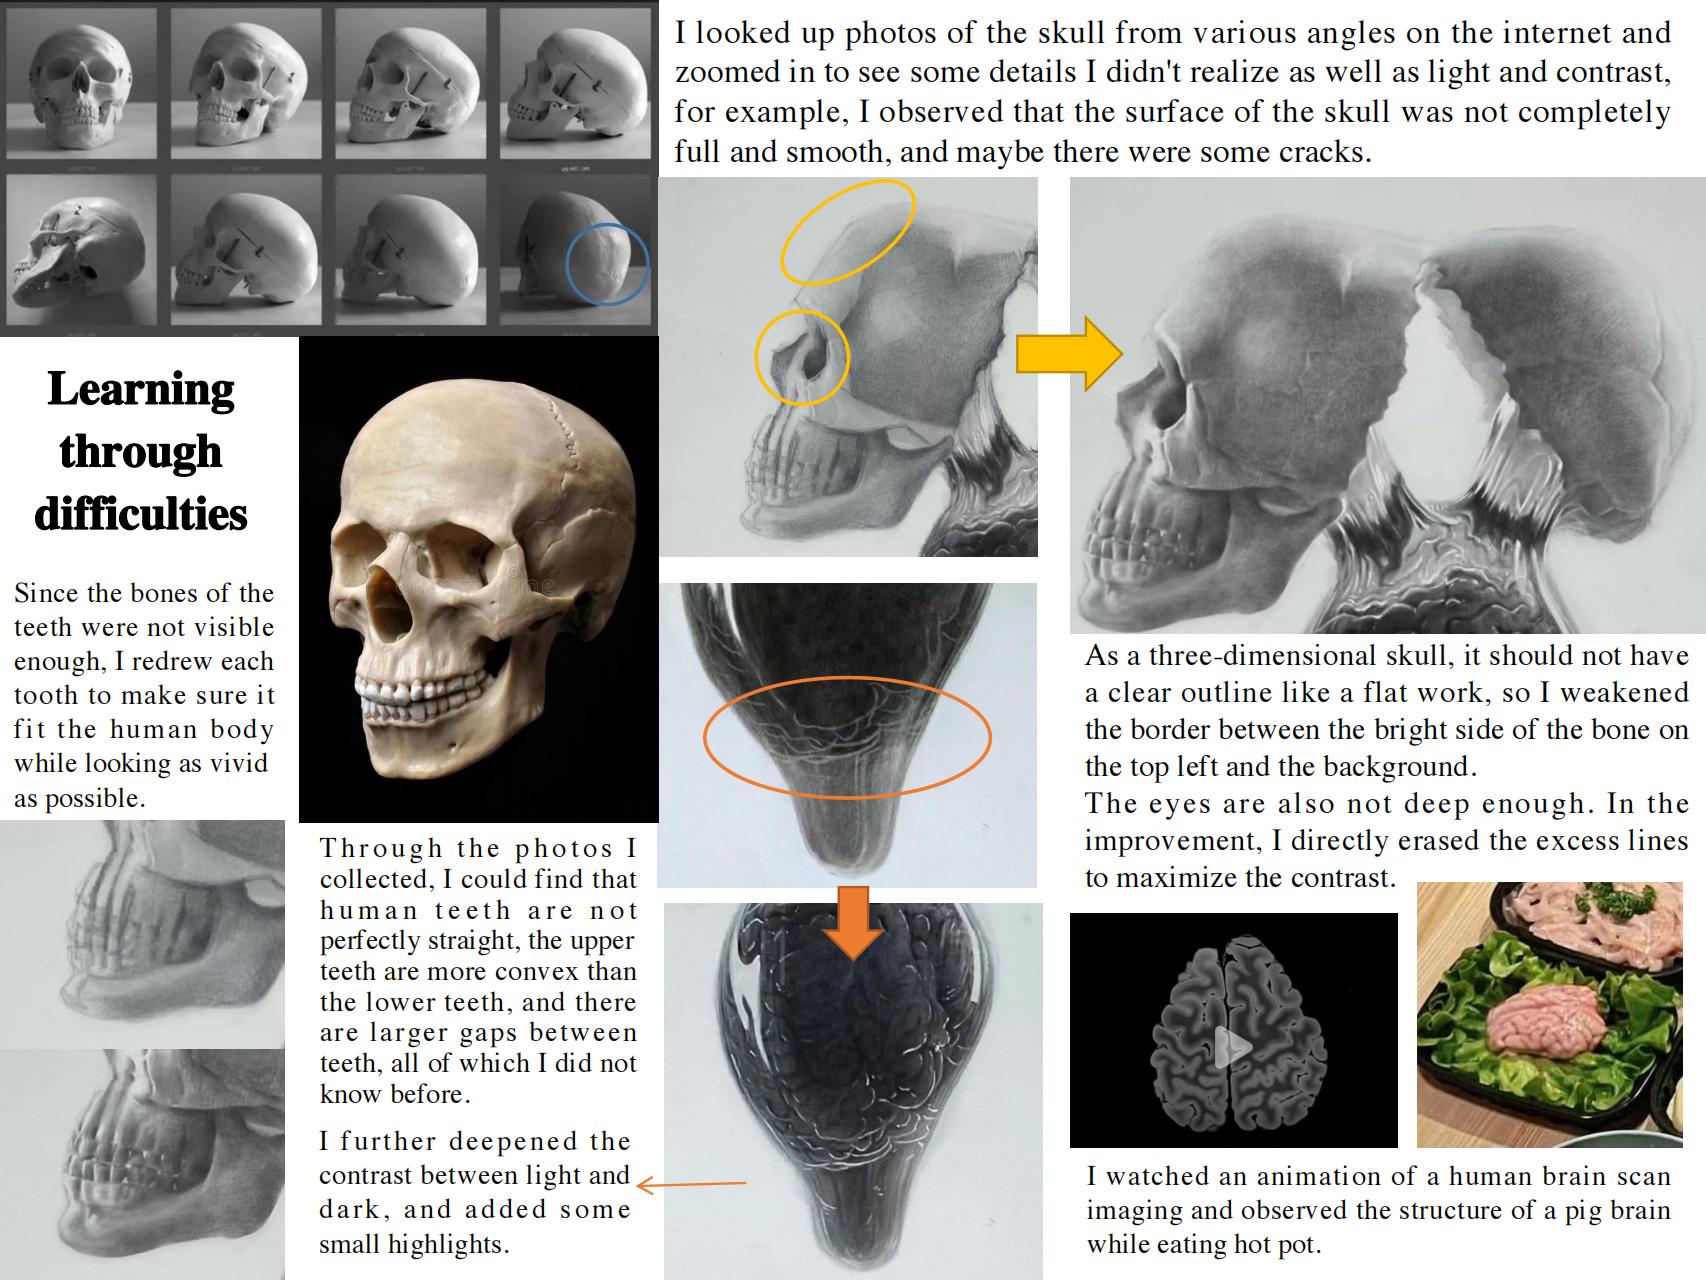 I looked up photos of the skull from various angles on the internet and
zoomed in to see some details I didn't realize as well as light and contrast,
for example, I observed that the surface of the skull was not completely
full and smooth, and maybe there were some cracks.
Learning
through
difficulties
Since the bones of the
teeth were not visible
enough, I redrew each
tooth to make sure it
fit the human body
while looking as vivid
as possible.
Through the photos I
collected, I could find that
human teeth are not
perfectly straight, the upper
teeth are more convex than
the lower teeth, and there
are larger gaps between
teeth, all of which I did not
know before.
I further deepened the
contrast between light and
dark, and added some
small highlights.
As a three-dimensional skull, it should not have
a clear outline like a flat work, so I weakened
the border between the bright side of the bone on
the top left and the background.
The eyes are also not deep enough. In the
improvement, I directly erased the excess lines
to maximize the contrast.
I watched an animation of a human brain scan
imaging and observed the structure of a pig brain
while eating hot pot.